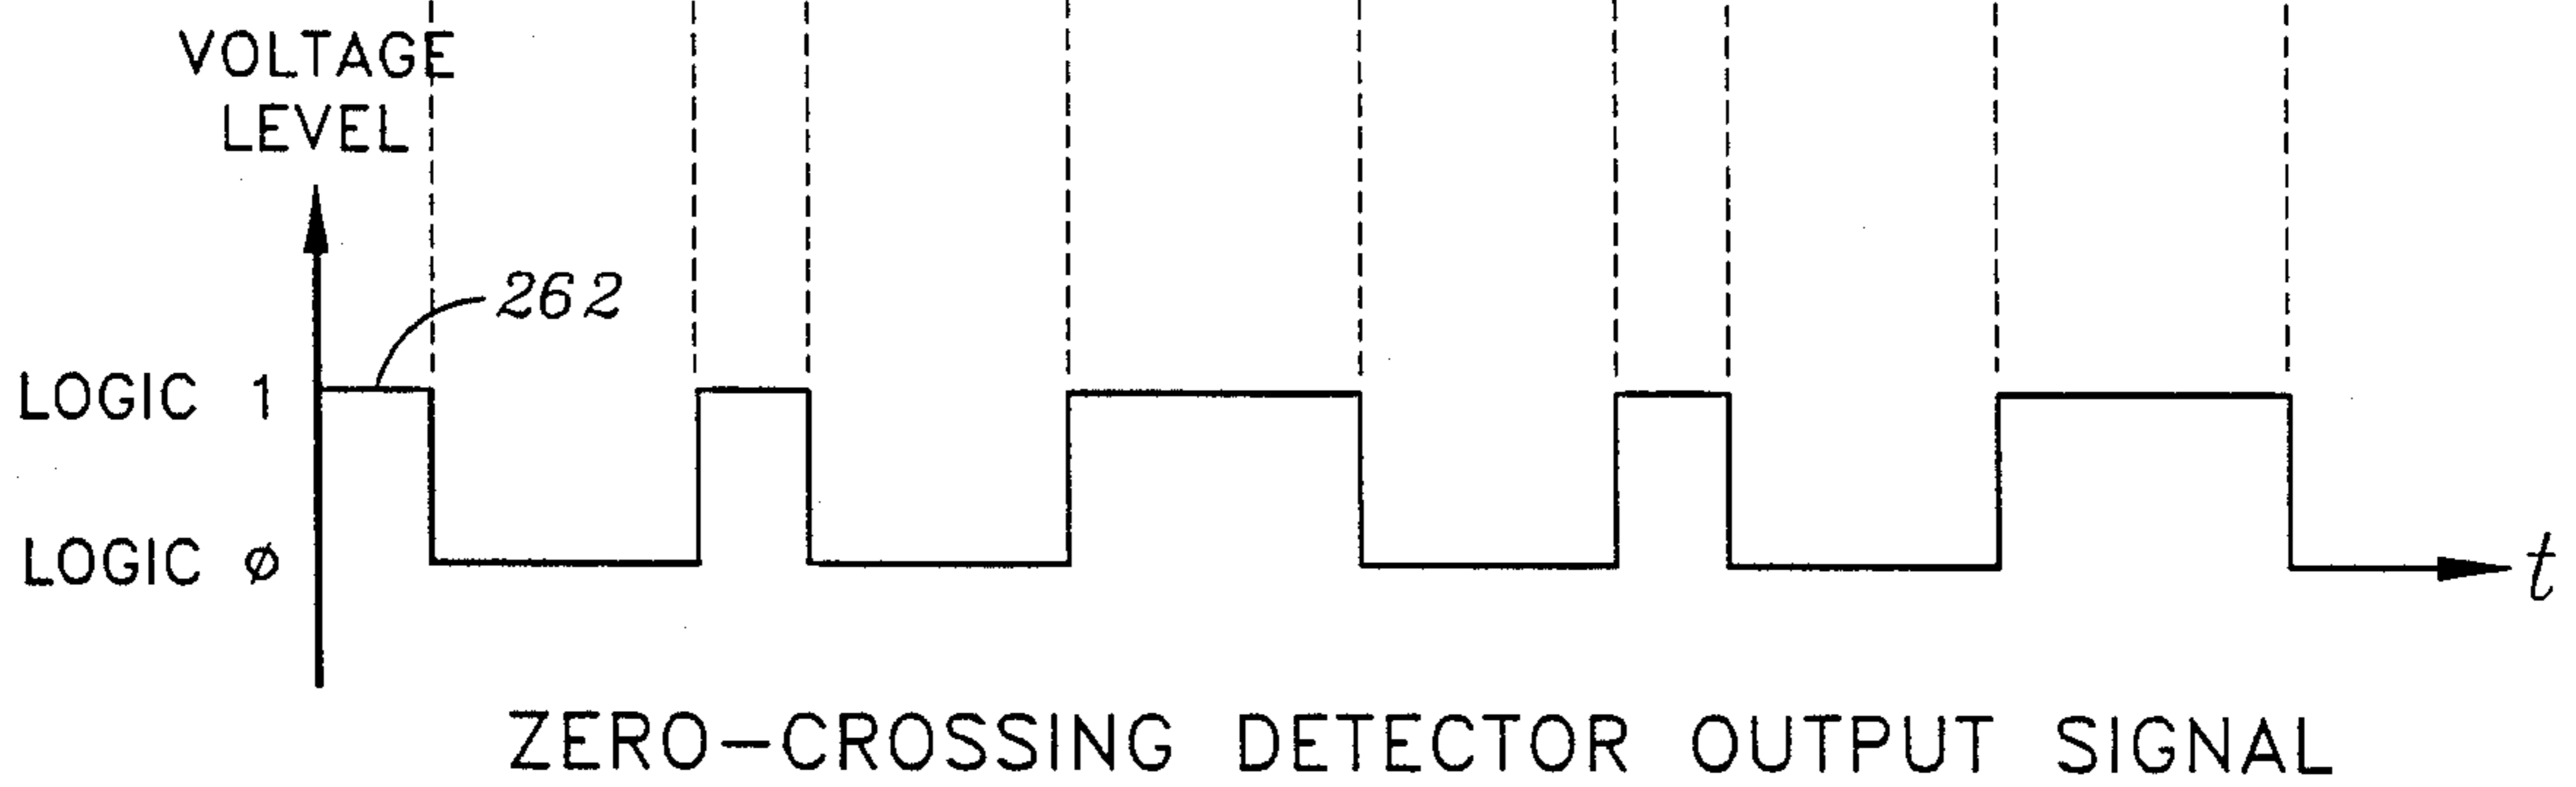 VOLTAGE
LEVEL
262
LOGIC 1
LOGIC ø
t
ZERO-CROSSING DETECTOR OUTPUT SIGNAL